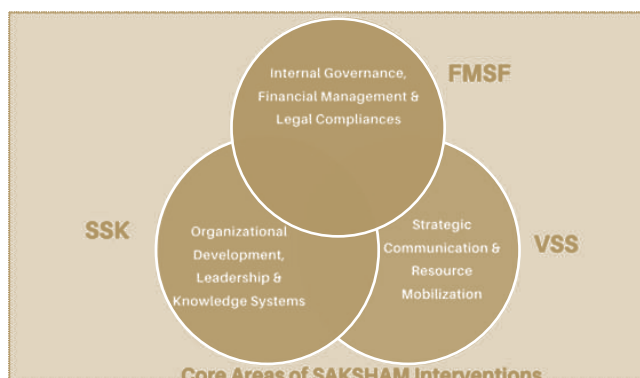 Internal Governance,
Financial Management &
Legal Compliances
FMSF
SSK
Organizational
Development,
Leadership &
Knowledge Systems
Strategic
Communication &
Resource
Mobilization
VSS
Core Areas of SAKSHAM Interventions